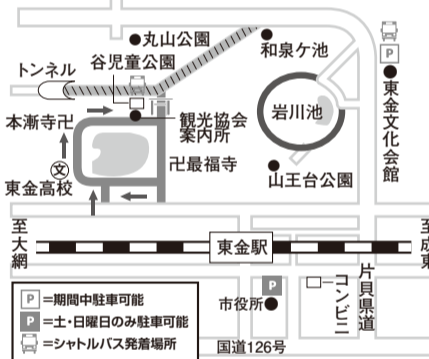 丸山公園
谷児童公園
和泉ケ池
P
トンネル
岩川池
東金文化会館
本漸寺卍
観光協会
案内所
卍最福寺
文
東金高校
山王台公園
至大網
東金駅
至成東
P
市役所
コンビニ
片貝県道
P=期間中駐車可能
P=土・日曜日のみ駐車可能
=シャトルバス発着場所
国道126号